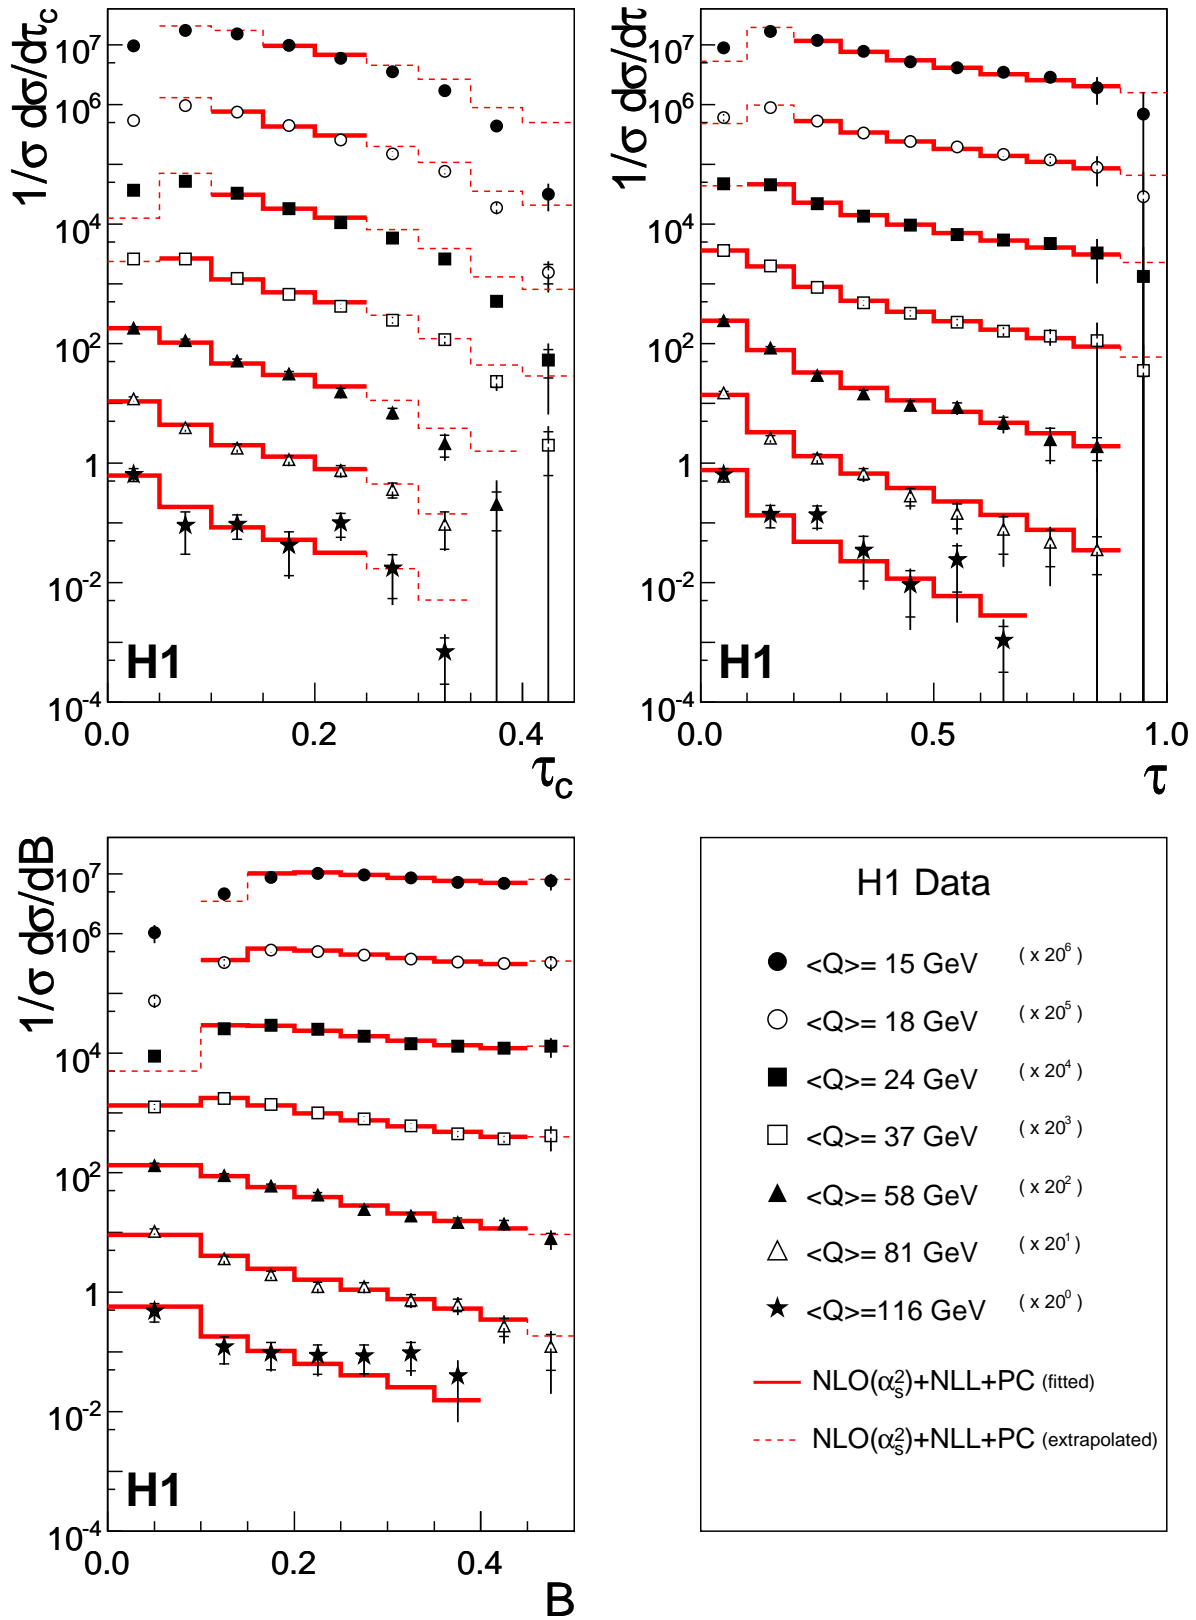 1/σ dσ/dτc
10⁷
10⁶
10⁴
10²
1
10⁻²
10⁻⁴
H1
0.0 0.2 0.4
τc
1/σ dσ/dτ
10⁷
10⁶
10⁴
10²
1
10⁻²
10⁻⁴
H1
0.0 0.5 1.0
τ
1/σ dσ/dB
10⁷
10⁶
10⁴
10²
1
10⁻²
10⁻⁴
H1
0.0 0.2 0.4
B
H1 Data
<Q>= 15 GeV ( x 20⁶ )
<Q>= 18 GeV ( x 20⁵ )
<Q>= 24 GeV ( x 20⁴ )
<Q>= 37 GeV ( x 20³ )
<Q>= 58 GeV ( x 20² )
<Q>= 81 GeV ( x 20¹ )
<Q>=116 GeV ( x 20⁰ )
NLO(αₛ²)+NLL+PC (fitted)
NLO(αₛ²)+NLL+PC (extrapolated)